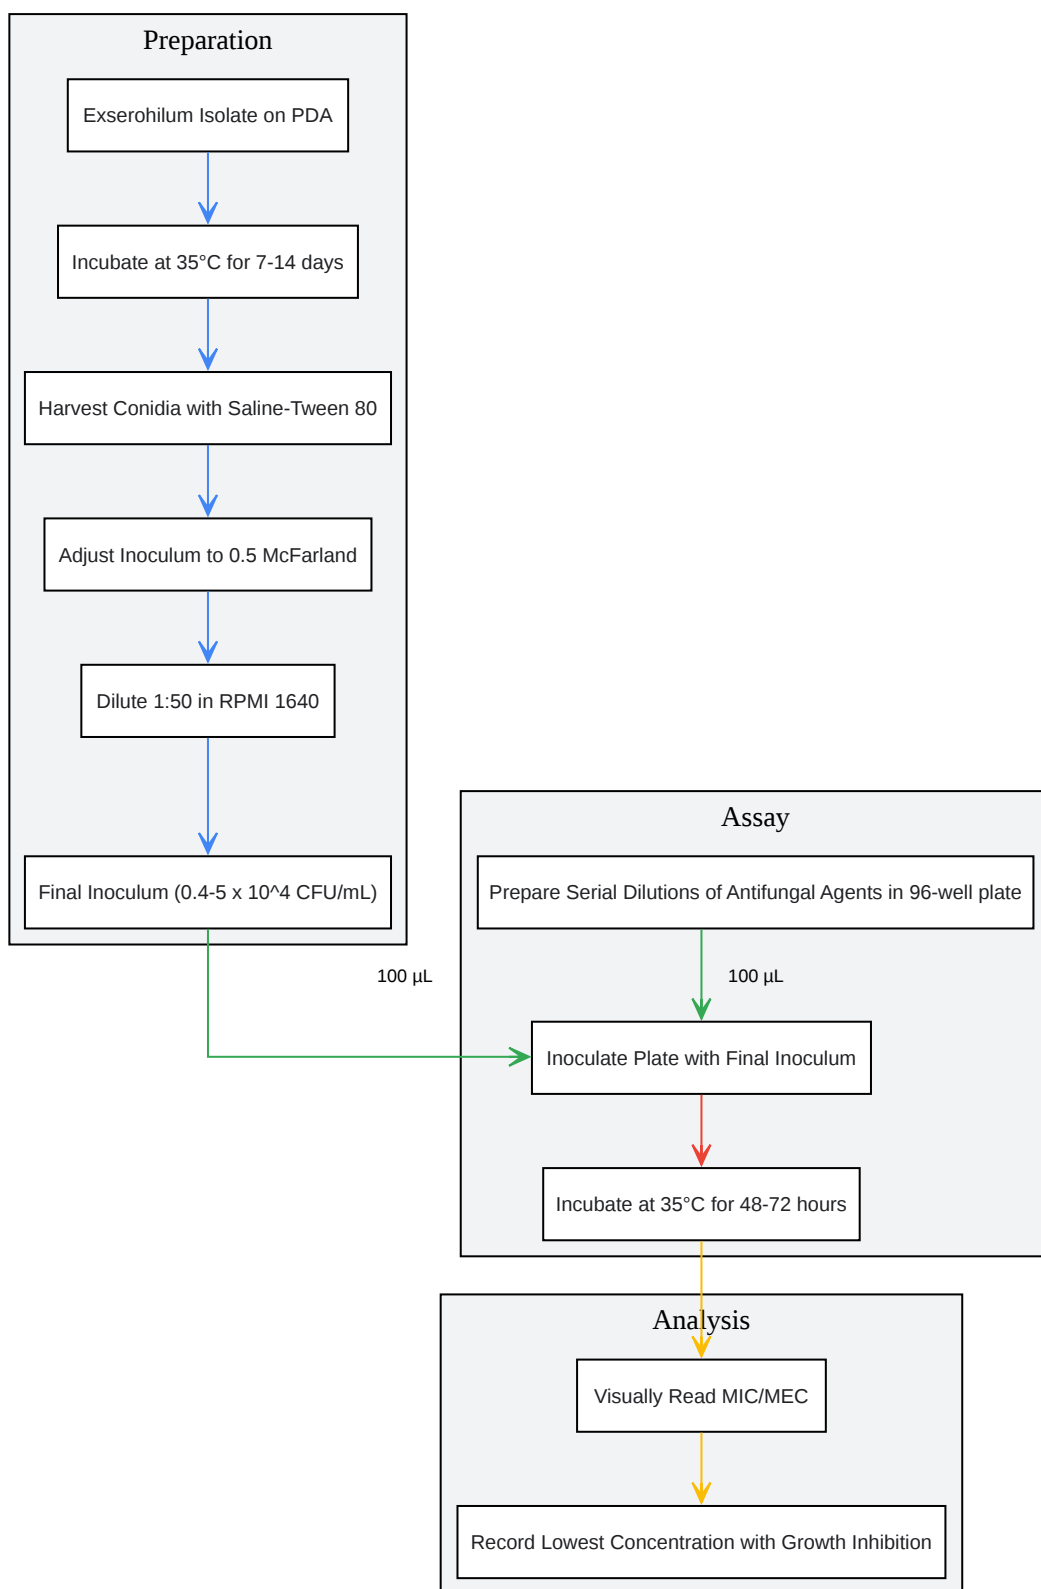 Preparation
Exserohilum Isolate on PDA
Incubate at 35°C for 7-14 days
Harvest Conidia with Saline-Tween 80
Adjust Inoculum to 0.5 McFarland
Dilute 1:50 in RPMI 1640
Final Inoculum (0.4-5 x 10^4 CFU/mL)
100 µL
Assay
Prepare Serial Dilutions of Antifungal Agents in 96-well plate
100 µL
Inoculate Plate with Final Inoculum
Incubate at 35°C for 48-72 hours
Analysis
Visually Read MIC/MEC
Record Lowest Concentration with Growth Inhibition